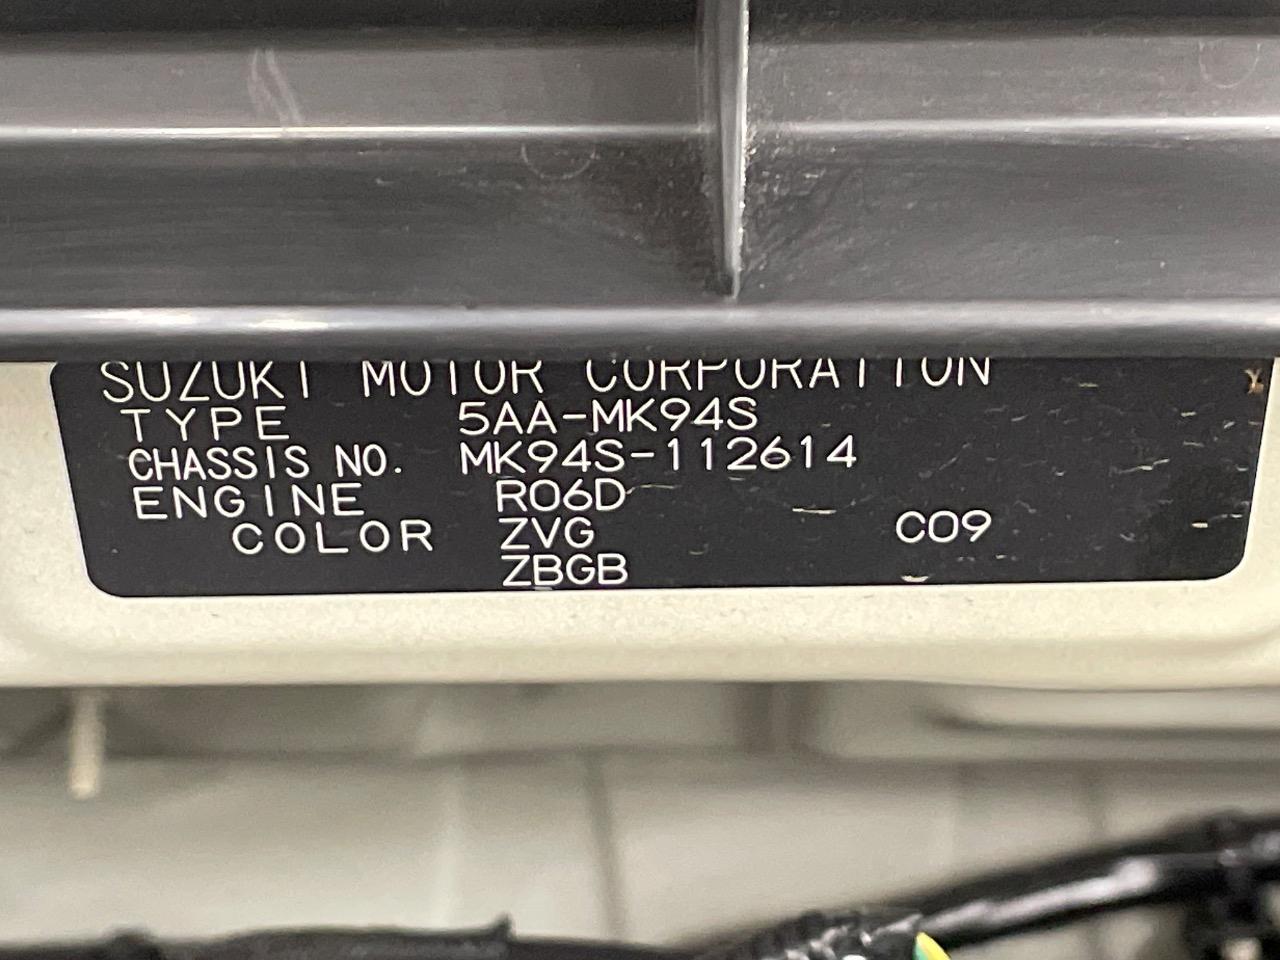 SUZUKI MOTOR CORPORATION
TYPE 5AA-MK94S
CHASSIS NO. MK94S-112614
ENGINE R06D
COLOR ZVG C09
ZBGB